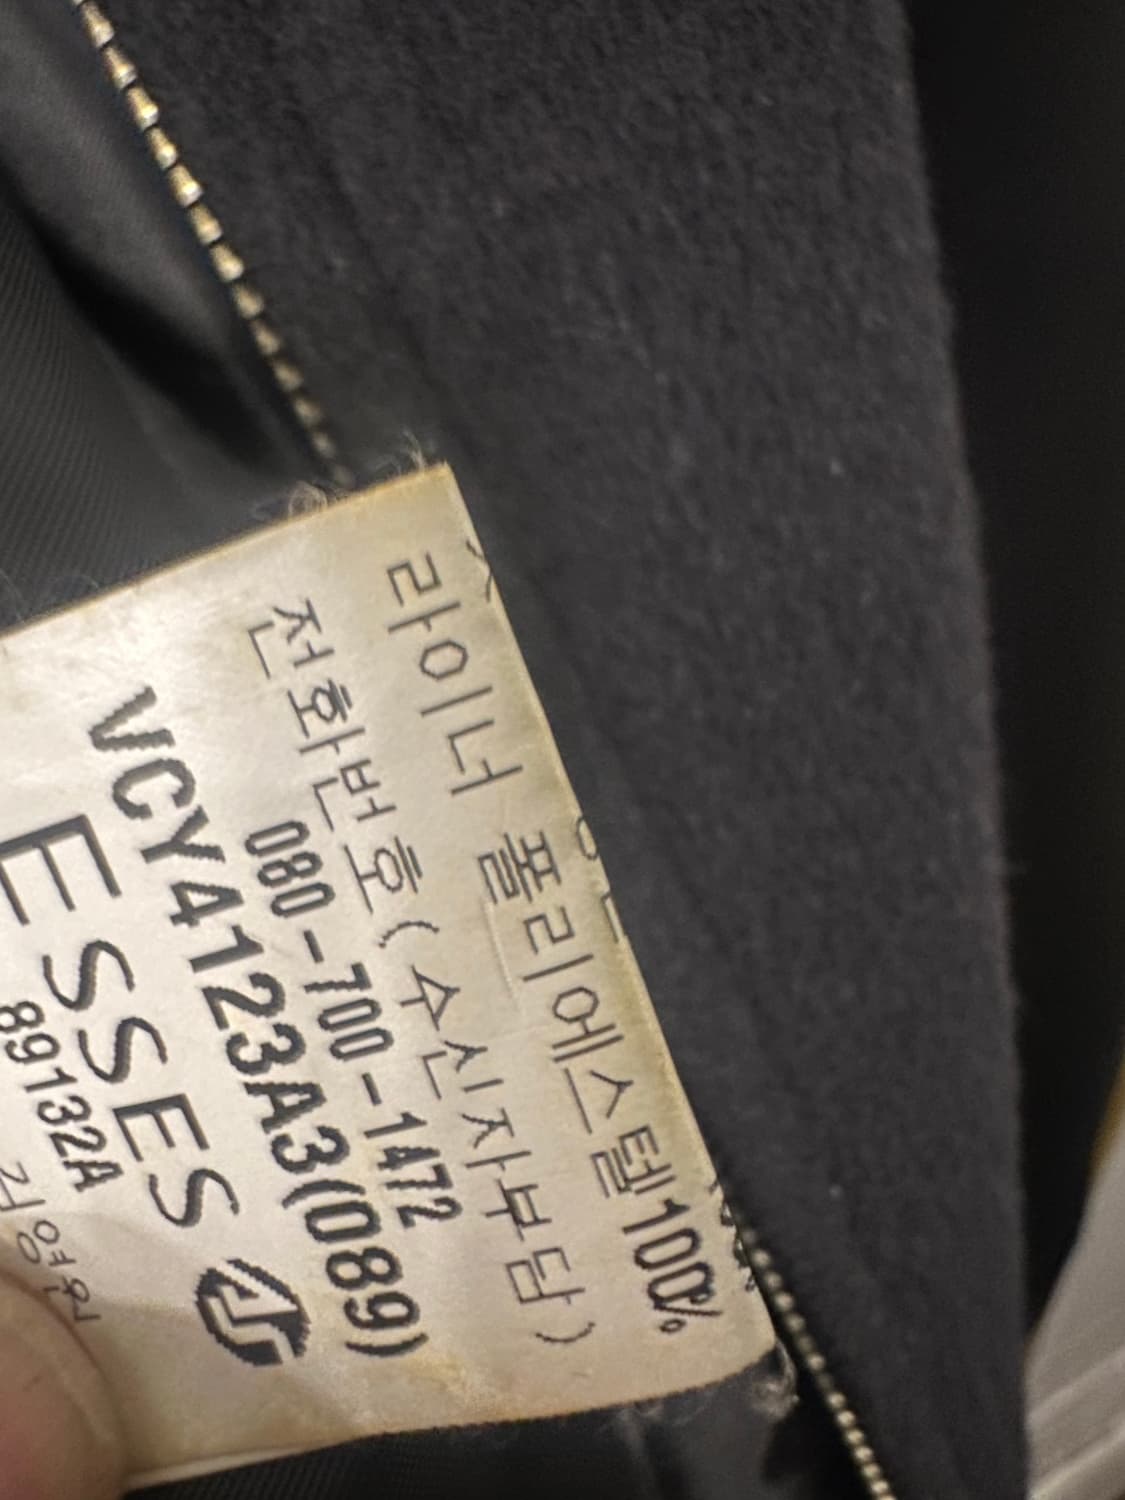 라이너 폴리에스텔100%
전화번호(수신자부담)
080-700-1472
VCY4123A3(089)
ESSES
89132A